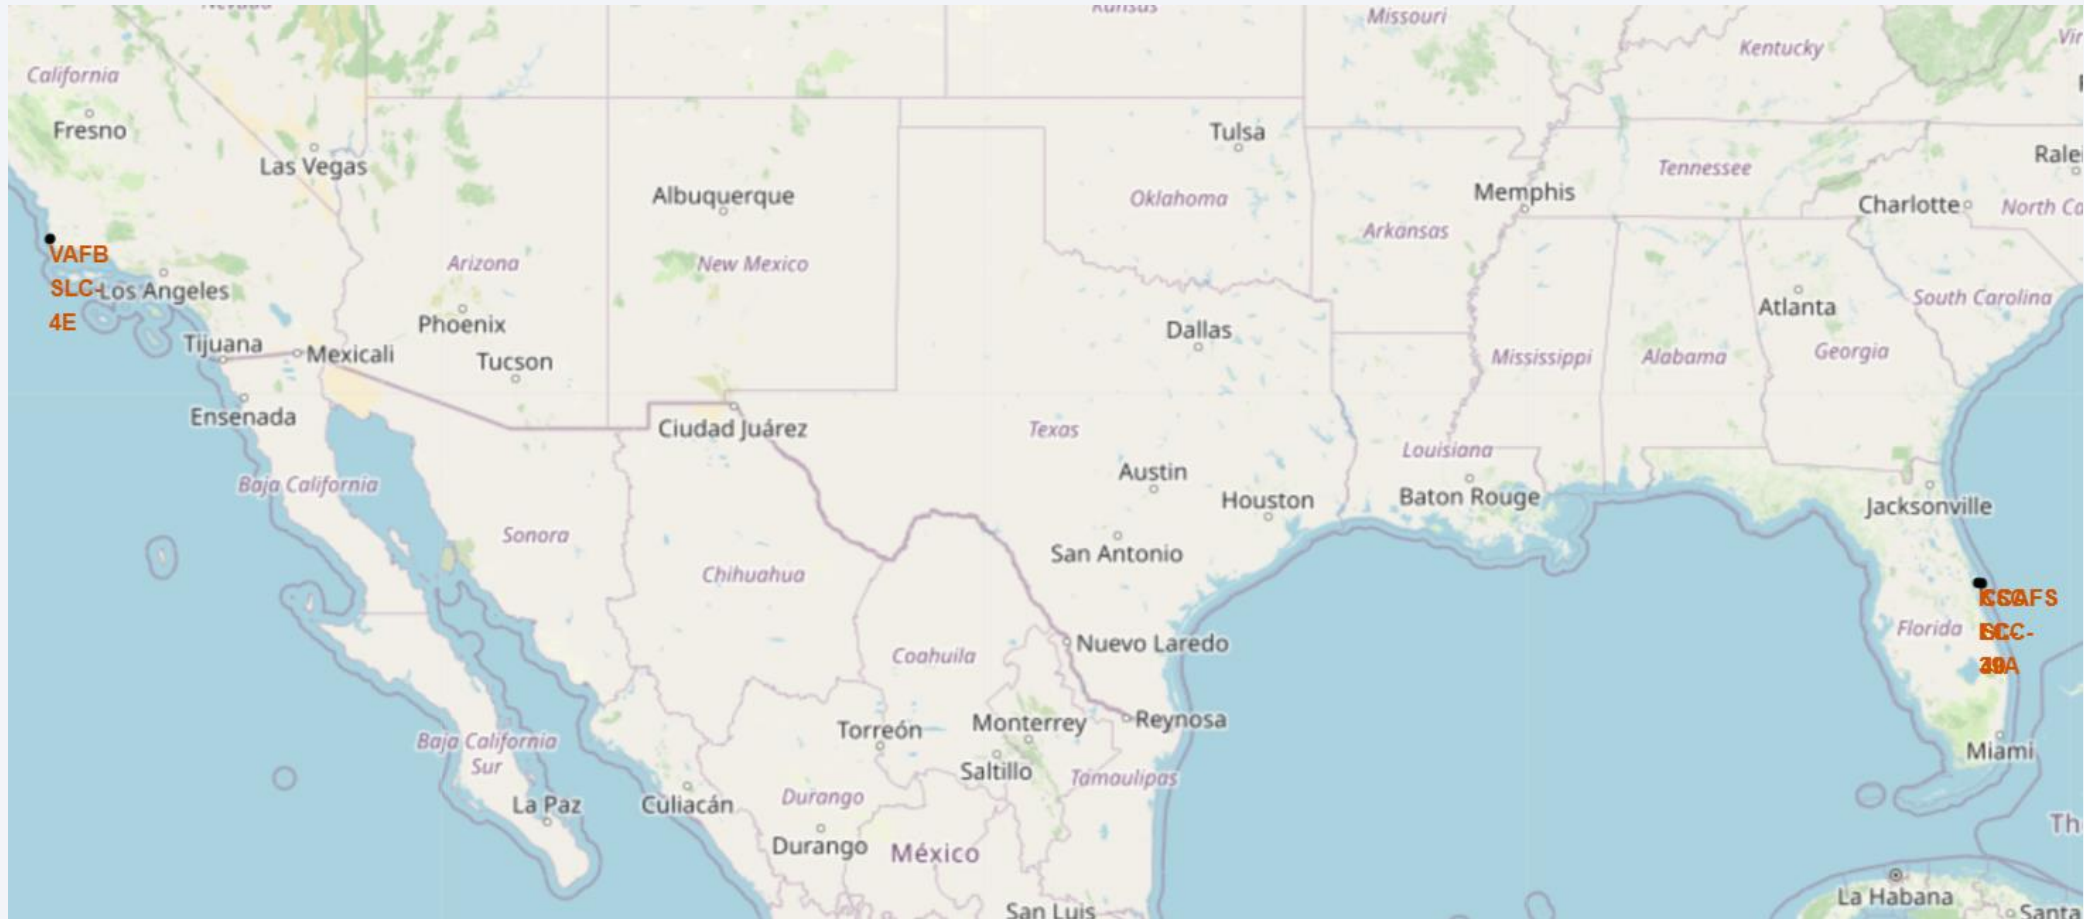 Nevada
Kansas
Missouri
Kentucky
California
Fresno
Las Vegas
Tulsa
Albuquerque
Oklahoma
Memphis
Tennessee
Charlotte
North Ca
Arkansas
VAFB
SLC-
4E
Los Angeles
Arizona
New Mexico
Phoenix
Tucson
Dallas
Atlanta
South Carolina
Tijuana
Mexicali
Mississippi
Alabama
Georgia
Ensenada
Ciudad Juárez
Texas
Louisiana
Baja California
Austin
Houston
Baton Rouge
Jacksonville
Sonora
San Antonio
Chihuahua
Florida
Nuevo Laredo
Coahuila
Baja California
Sur
Torreón
Monterrey
Reynosa
Saltillo
Tamaulipas
Miami
La Paz
Culiacán
Durango
Durango
México
La Habana
San Luis
Santa